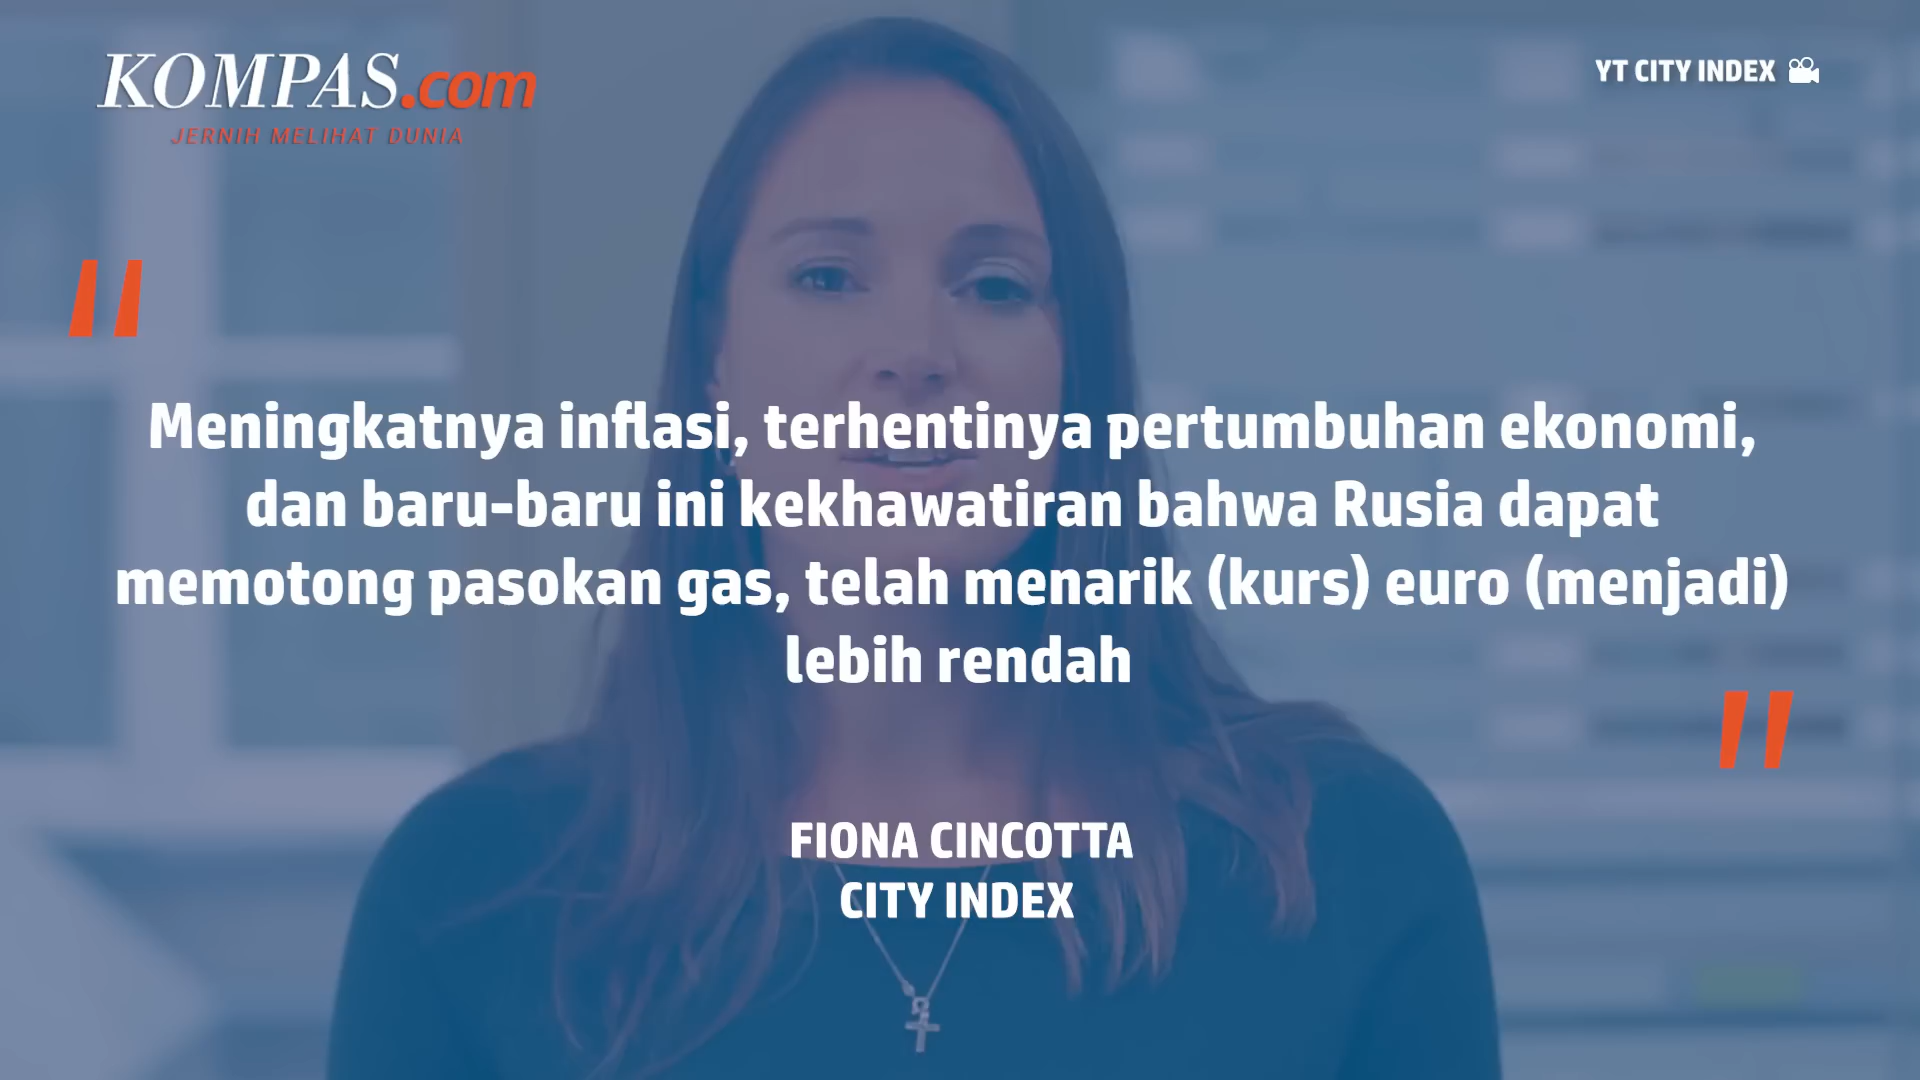 KOMPAS.com
JERNIH MELIHAT DUNIA
YT CITY INDEX
"
Meningkatnya inflasi, terhentinya pertumbuhan ekonomi,
dan baru-baru ini kekhawatiran bahwa Rusia dapat
memotong pasokan gas, telah menarik (kurs) euro (menjadi)
lebih rendah
"
FIONA CINCOTTA
CITY INDEX